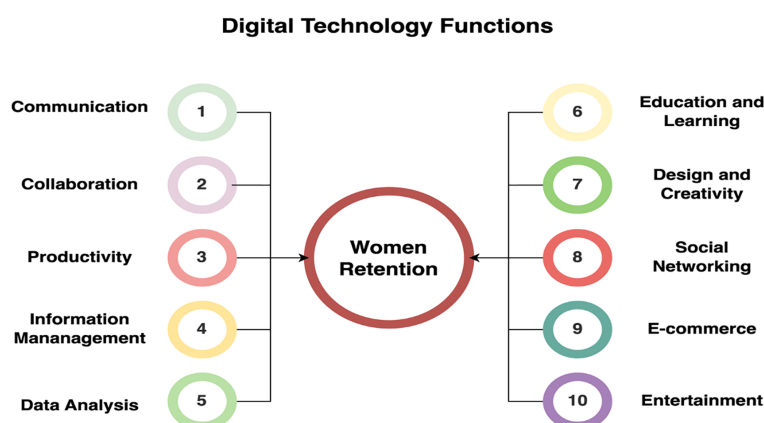 Digital Technology Functions
Communication
1
Collaboration
2
Productivity
3
Information
Mananagement
4
Data Analysis
5
Women
Retention
6
Education and
Learning
7
Design and
Creativity
8
Social
Networking
9
E-commerce
10
Entertainment